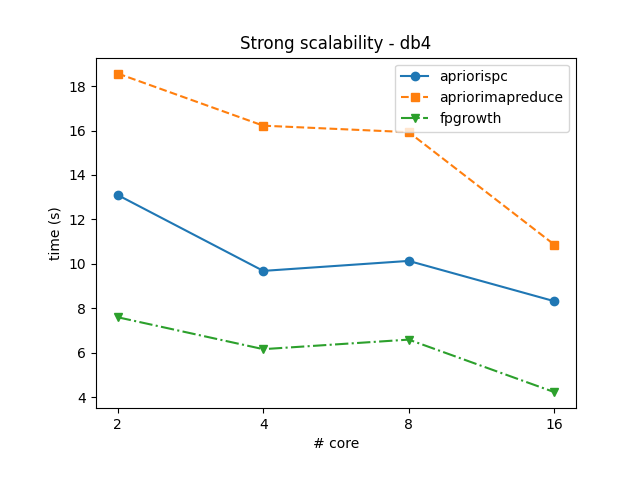 Strong scalability - db4
apriorispc
apriorimapreduce
fpgrowth
time (s)
18
16
14
12
10
8
6
4
2
4
8
16
# core